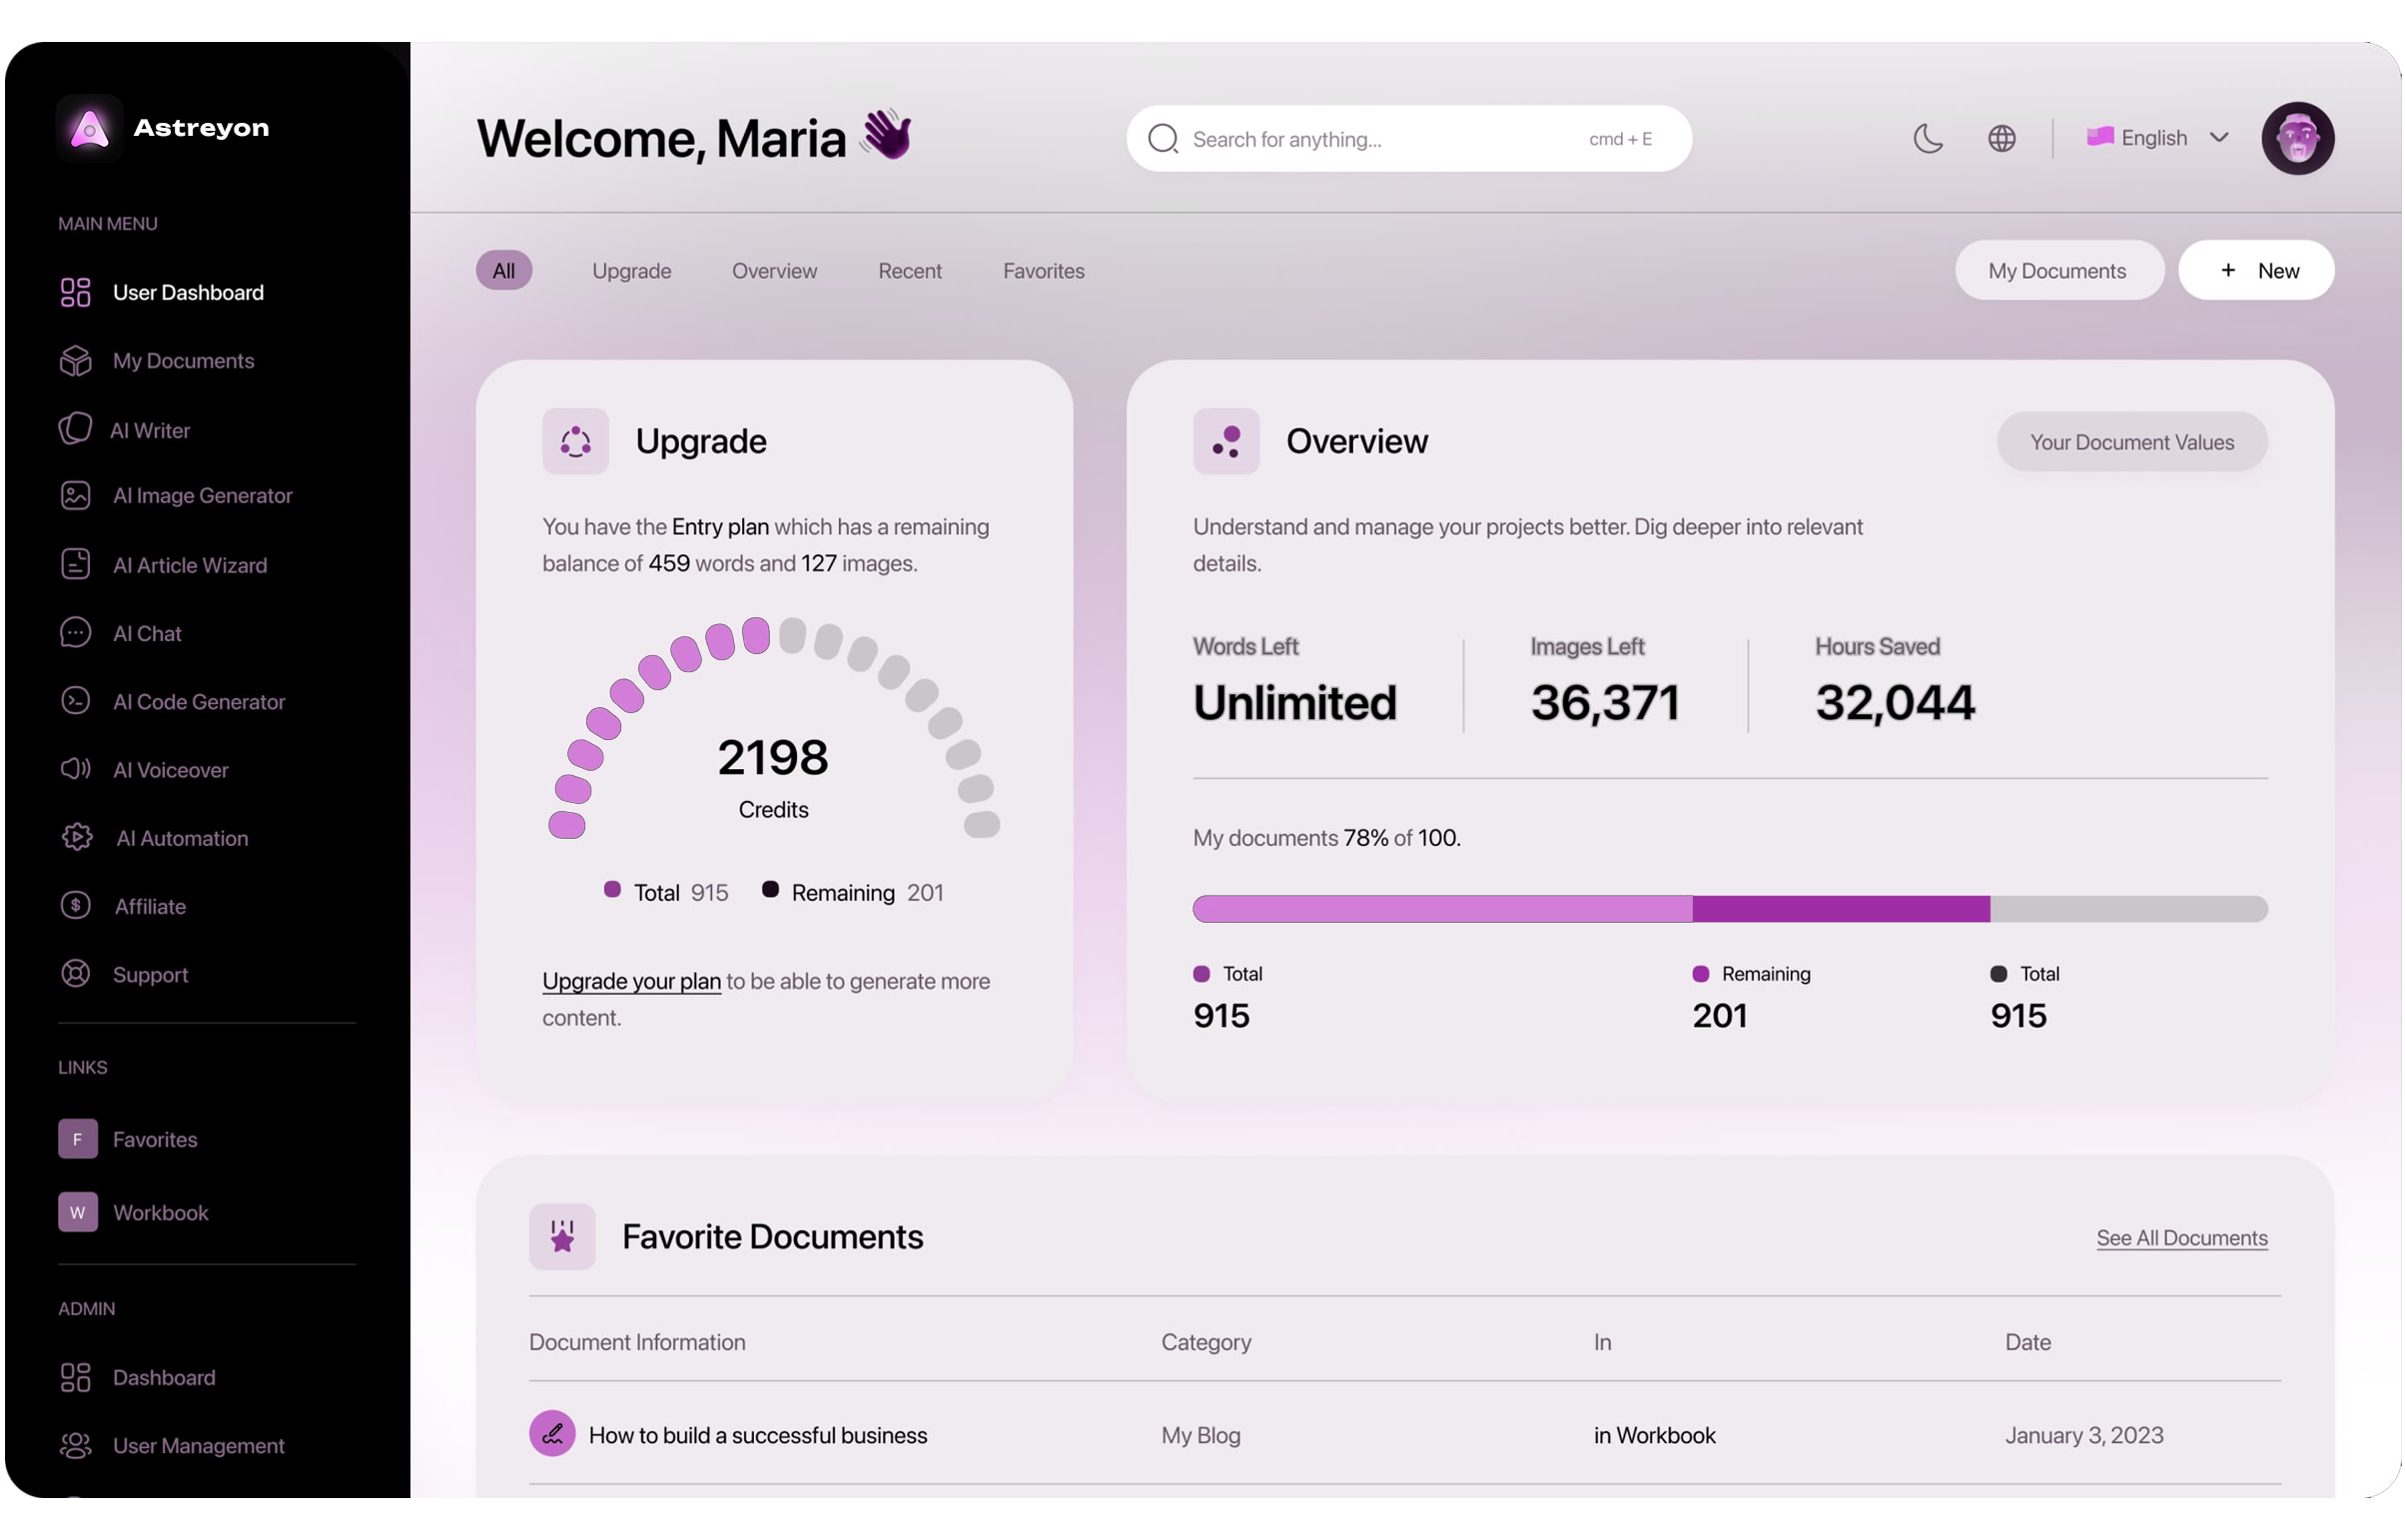 Astreyon
MAIN MENU
User Dashboard
My Documents
AI Writer
AI Image Generator
AI Article Wizard
AI Chat
AI Code Generator
AI Voiceover
AI Automation
Affiliate
Support
LINKS
F Favorites
W Workbook
ADMIN
Dashboard
User Management
Welcome, Maria
Search for anything... cmd + E
English
All Upgrade Overview Recent Favorites
My Documents + New
Upgrade
You have the Entry plan which has a remaining
balance of 459 words and 127 images.
2198
Credits
Total 915 Remaining 201
Upgrade your plan to be able to generate more
content.
Overview
Your Document Values
Understand and manage your projects better. Dig deeper into relevant
details.
Words Left Images Left Hours Saved
Unlimited 36,371 32,044
My documents 78% of 100.
Total Remaining Total
915 201 915
Favorite Documents
See All Documents
Document Information Category In Date
How to build a successful business My Blog in Workbook January 3, 2023